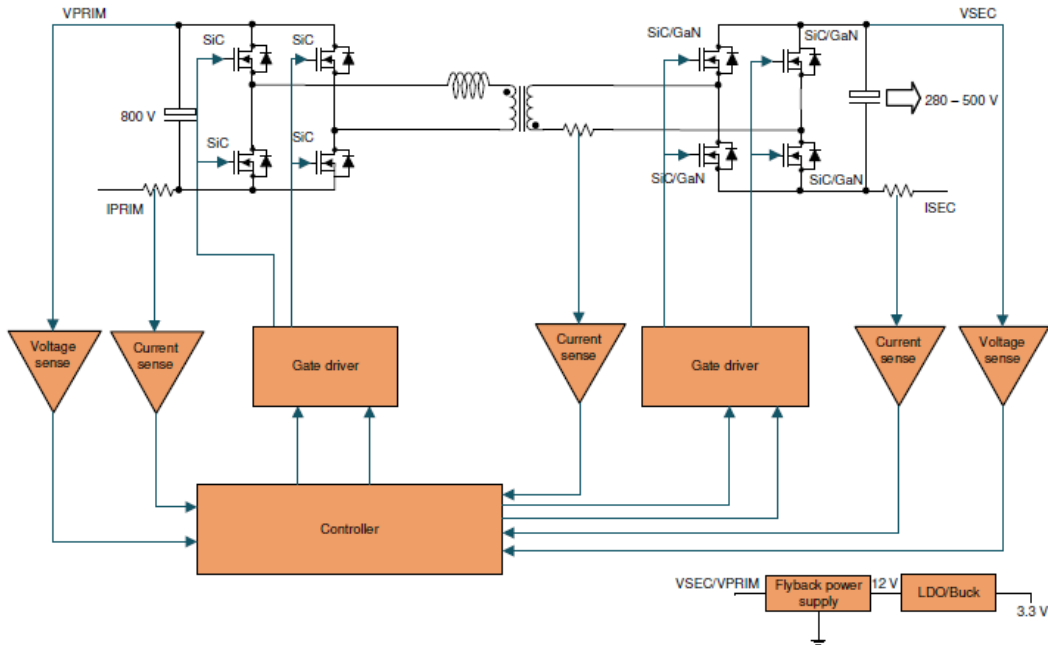 VPRIM
VSEC
SiC
SiC
SiC/GaN
SiC/GaN
800 V
280 – 500 V
SiC
SiC
SiC/GaN
SiC/GaN
IPRIM
ISEC
Voltage
sense
Current
sense
Gate driver
Current
sense
Gate driver
Current
sense
Voltage
sense
Controller
VSEC/VPRIM
Flyback power
supply
12 V
LDO/Buck
3.3 V